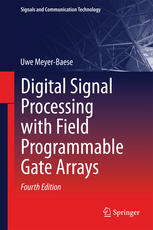 Signals and Communication Technology
Uwe Meyer-Baese
Digital Signal
Processing
with Field
Programmable
Gate Arrays
Fourth Edition
Springer